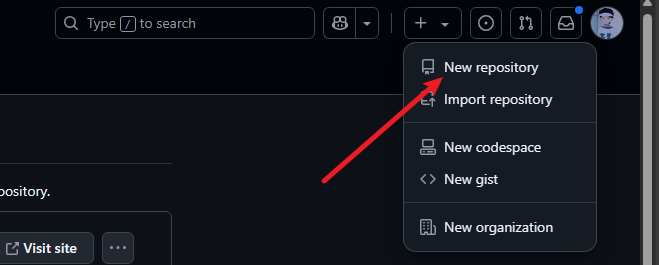 Type / to search
New repository
Import repository
New codespace
pository.
New gist
New organization
Visit site